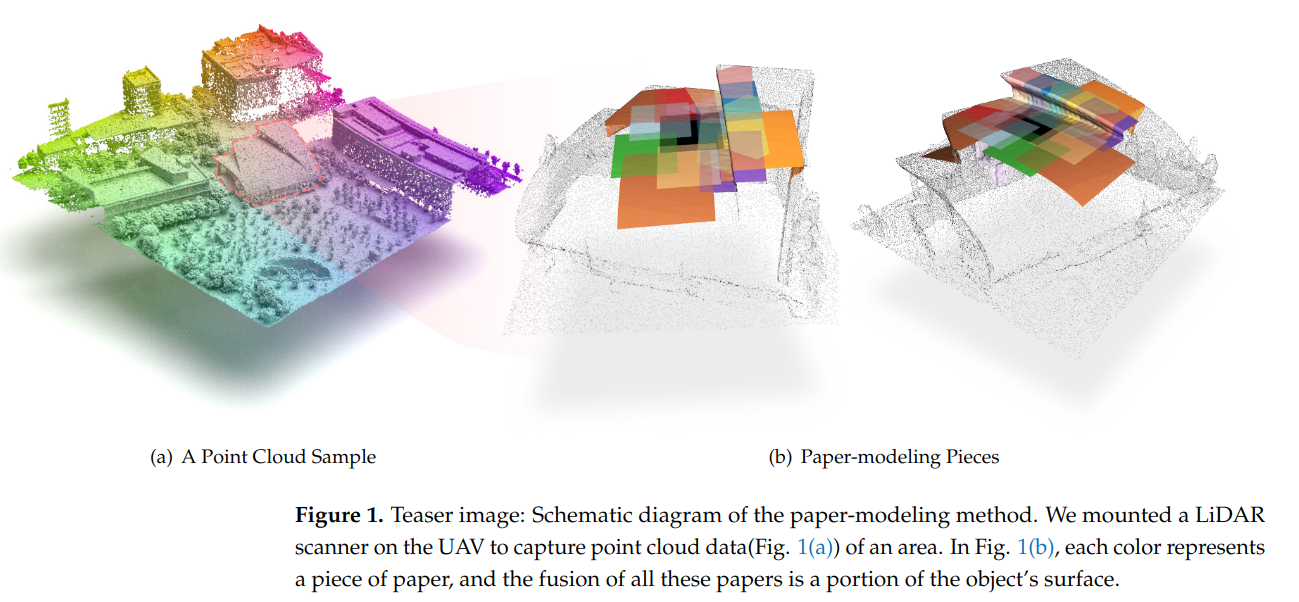 (a) A Point Cloud Sample
(b) Paper-modeling Pieces
Figure 1. Teaser image: Schematic diagram of the paper-modeling method. We mounted a LiDAR
scanner on the UAV to capture point cloud data(Fig. 1(a)) of an area. In Fig. 1(b), each color represents
a piece of paper, and the fusion of all these papers is a portion of the object's surface.